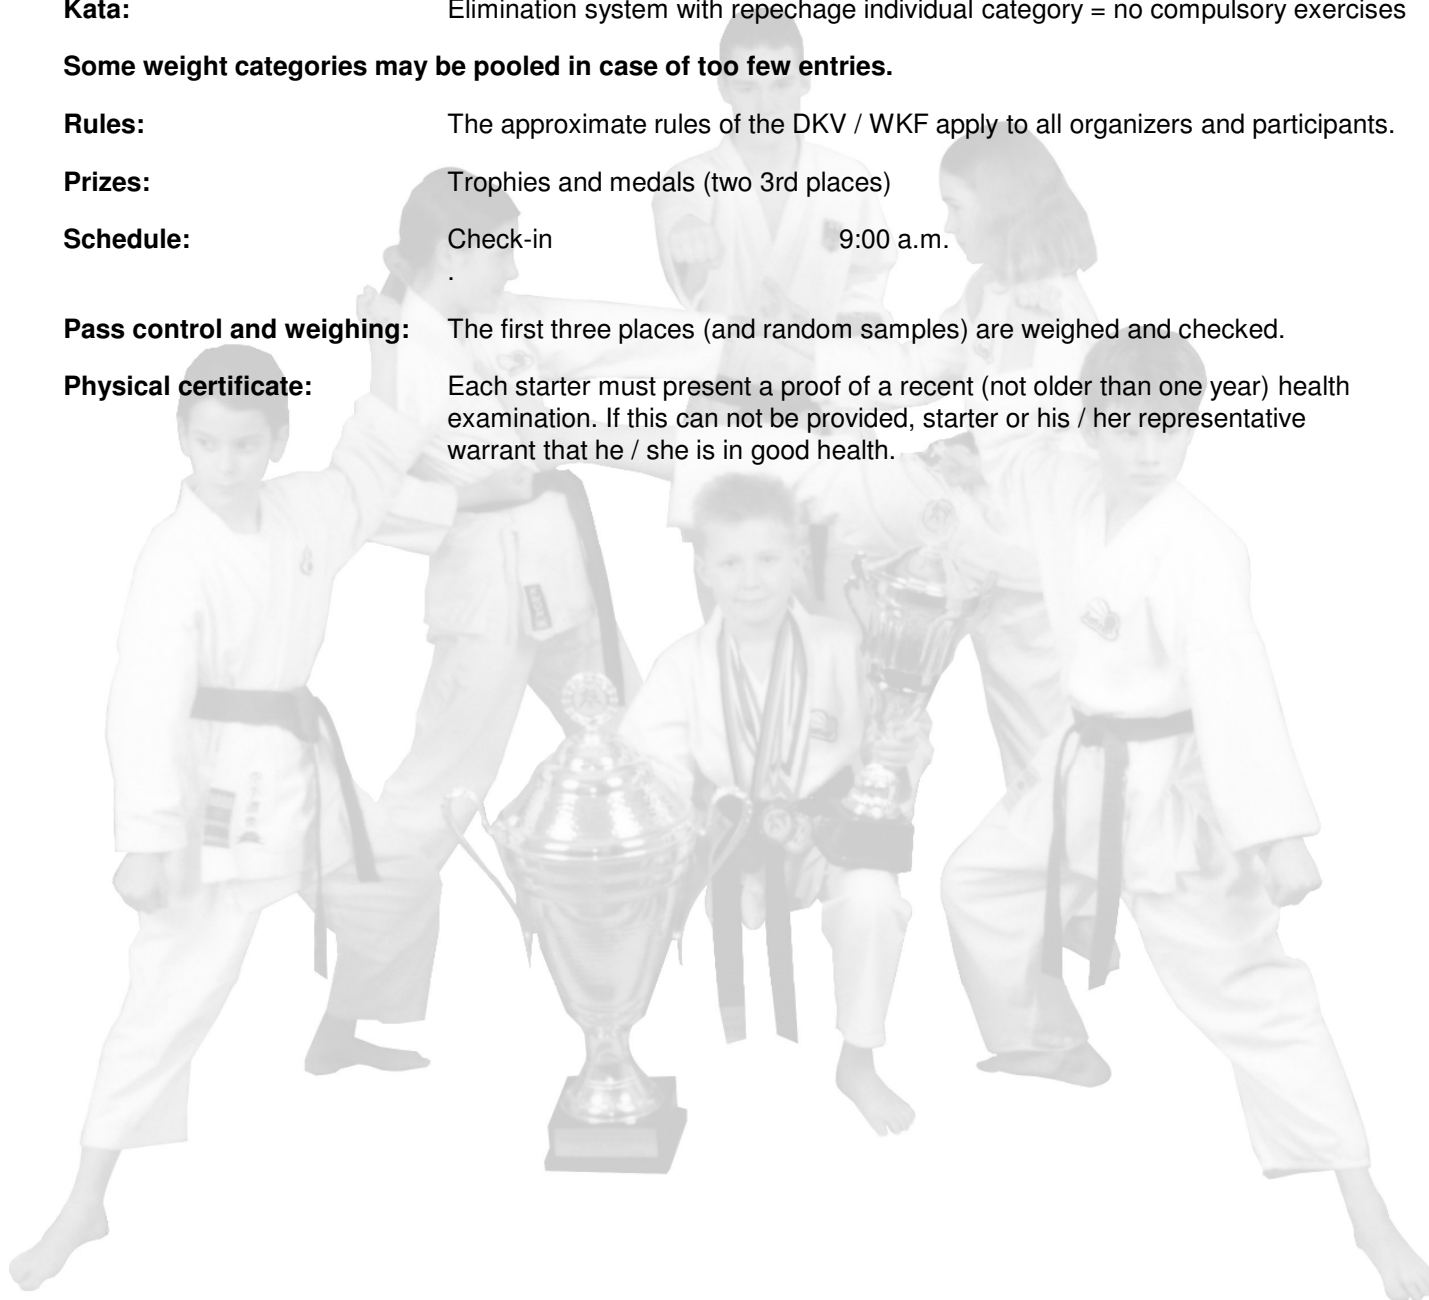 Kata: Elimination system with repechage individual category = no compulsory exercises
Some weight categories may be pooled in case of too few entries.
Rules: The approximate rules of the DKV / WKF apply to all organizers and participants.
Prizes: Trophies and medals (two 3rd places)
Schedule: Check-in 9:00 a.m.
.
Pass control and weighing: The first three places (and random samples) are weighed and checked.
Physical certificate: Each starter must present a proof of a recent (not older than one year) health
examination. If this can not be provided, starter or his / her representative
warrant that he / she is in good health.